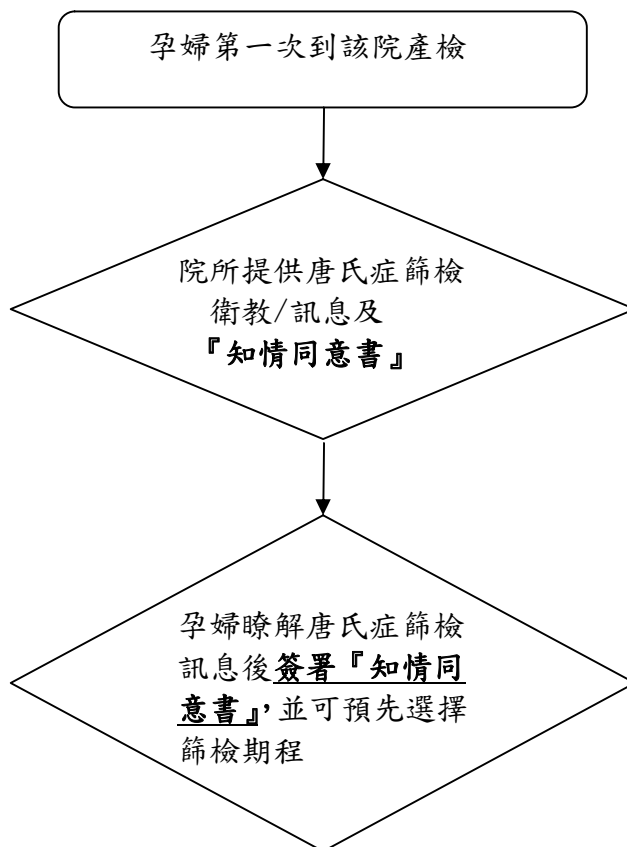 孕婦第一次到該院產檢
院所提供唐氏症篩檢
衛教/訊息及
『知情同意書』
孕婦瞭解唐氏症篩檢
訊息後簽署『知情同
意書』,並可預先選擇
篩檢期程